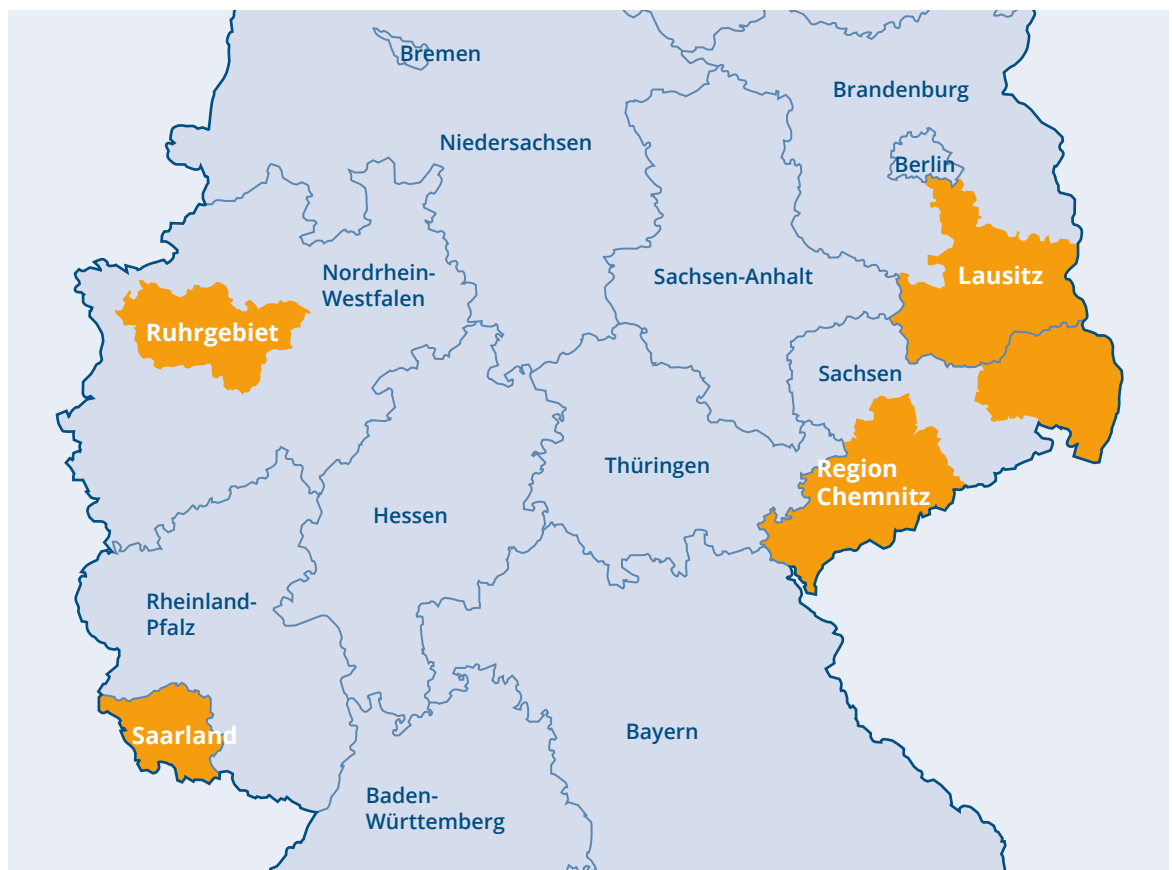 Bremen
Brandenburg
Niedersachsen
Berlin
Nordrhein-
Westfalen
Sachsen-Anhalt
Lausitz
Ruhrgebiet
Sachsen
Thüringen
Region
Chemnitz
Hessen
Rheinland-
Pfalz
Saarland
Bayern
Baden-
Württemberg